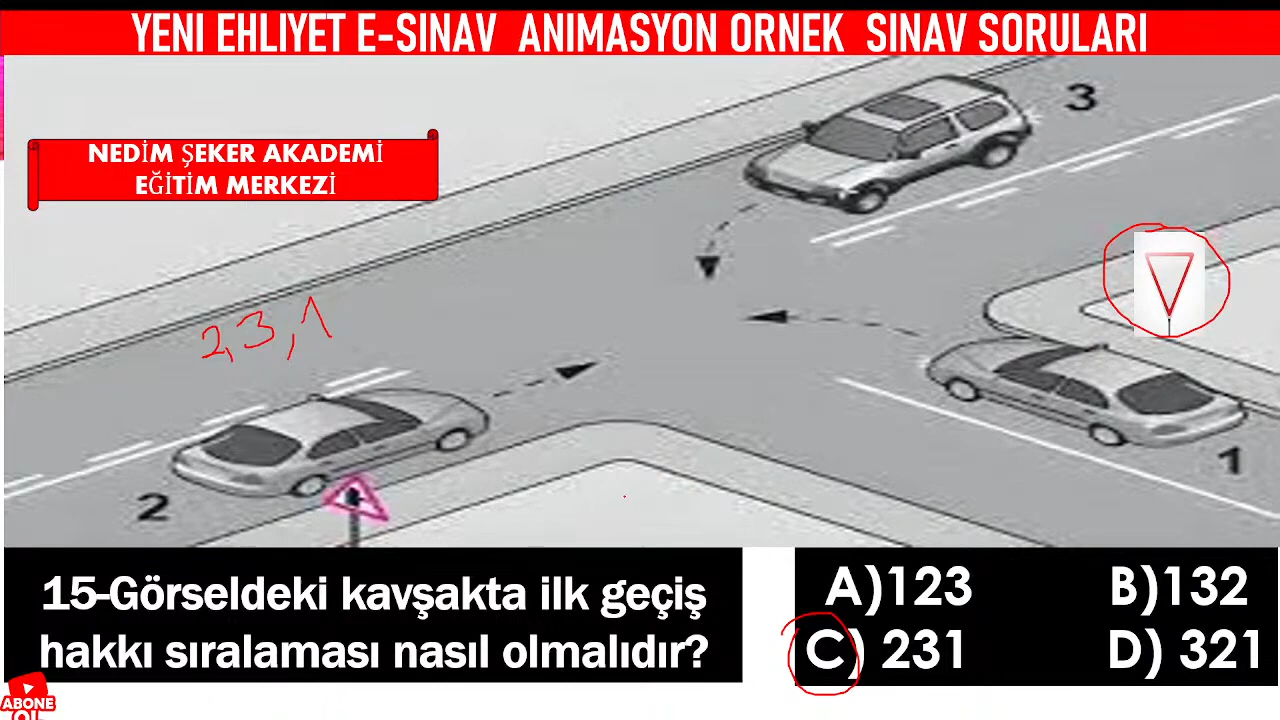 YENI EHLIYET E-SINAV ANIMASYON ORNEK SINAV SORULARI
3
NEDİM ŞEKER AKADEMİ
EĞİTİM MERKEZİ
2,3,1
1
2
15-Görseldeki kavşakta ilk geçiş
hakkı sıralaması nasıl olmalıdır?
A)123
B)132
C) 231
D) 321
ABONE
OL